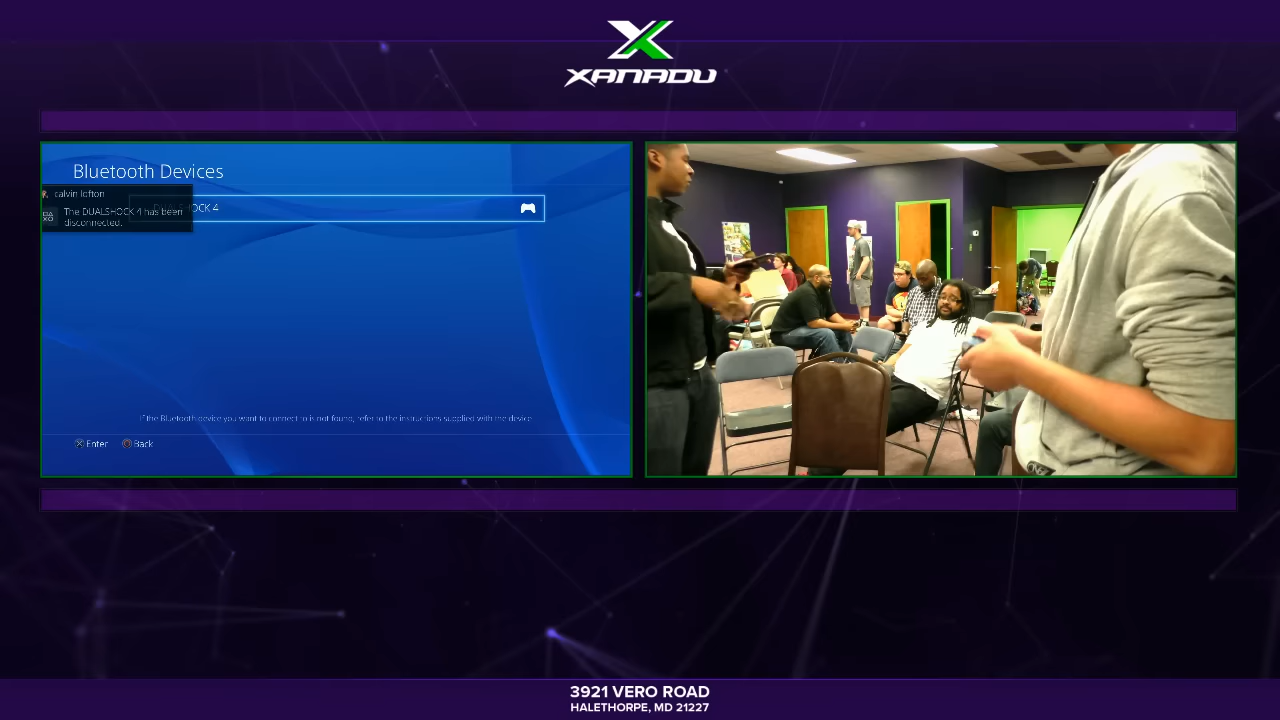 XANADU
Bluetooth Devices
calvin lofton
The DUALSHOCK 4 has been
disconnected.
DUALSHOCK 4
If the Bluetooth device you want to connect to is not found, refer to the instructions supplied with the device.
Enter
Back
3921 VERO ROAD
HALETHORPE, MD 21227